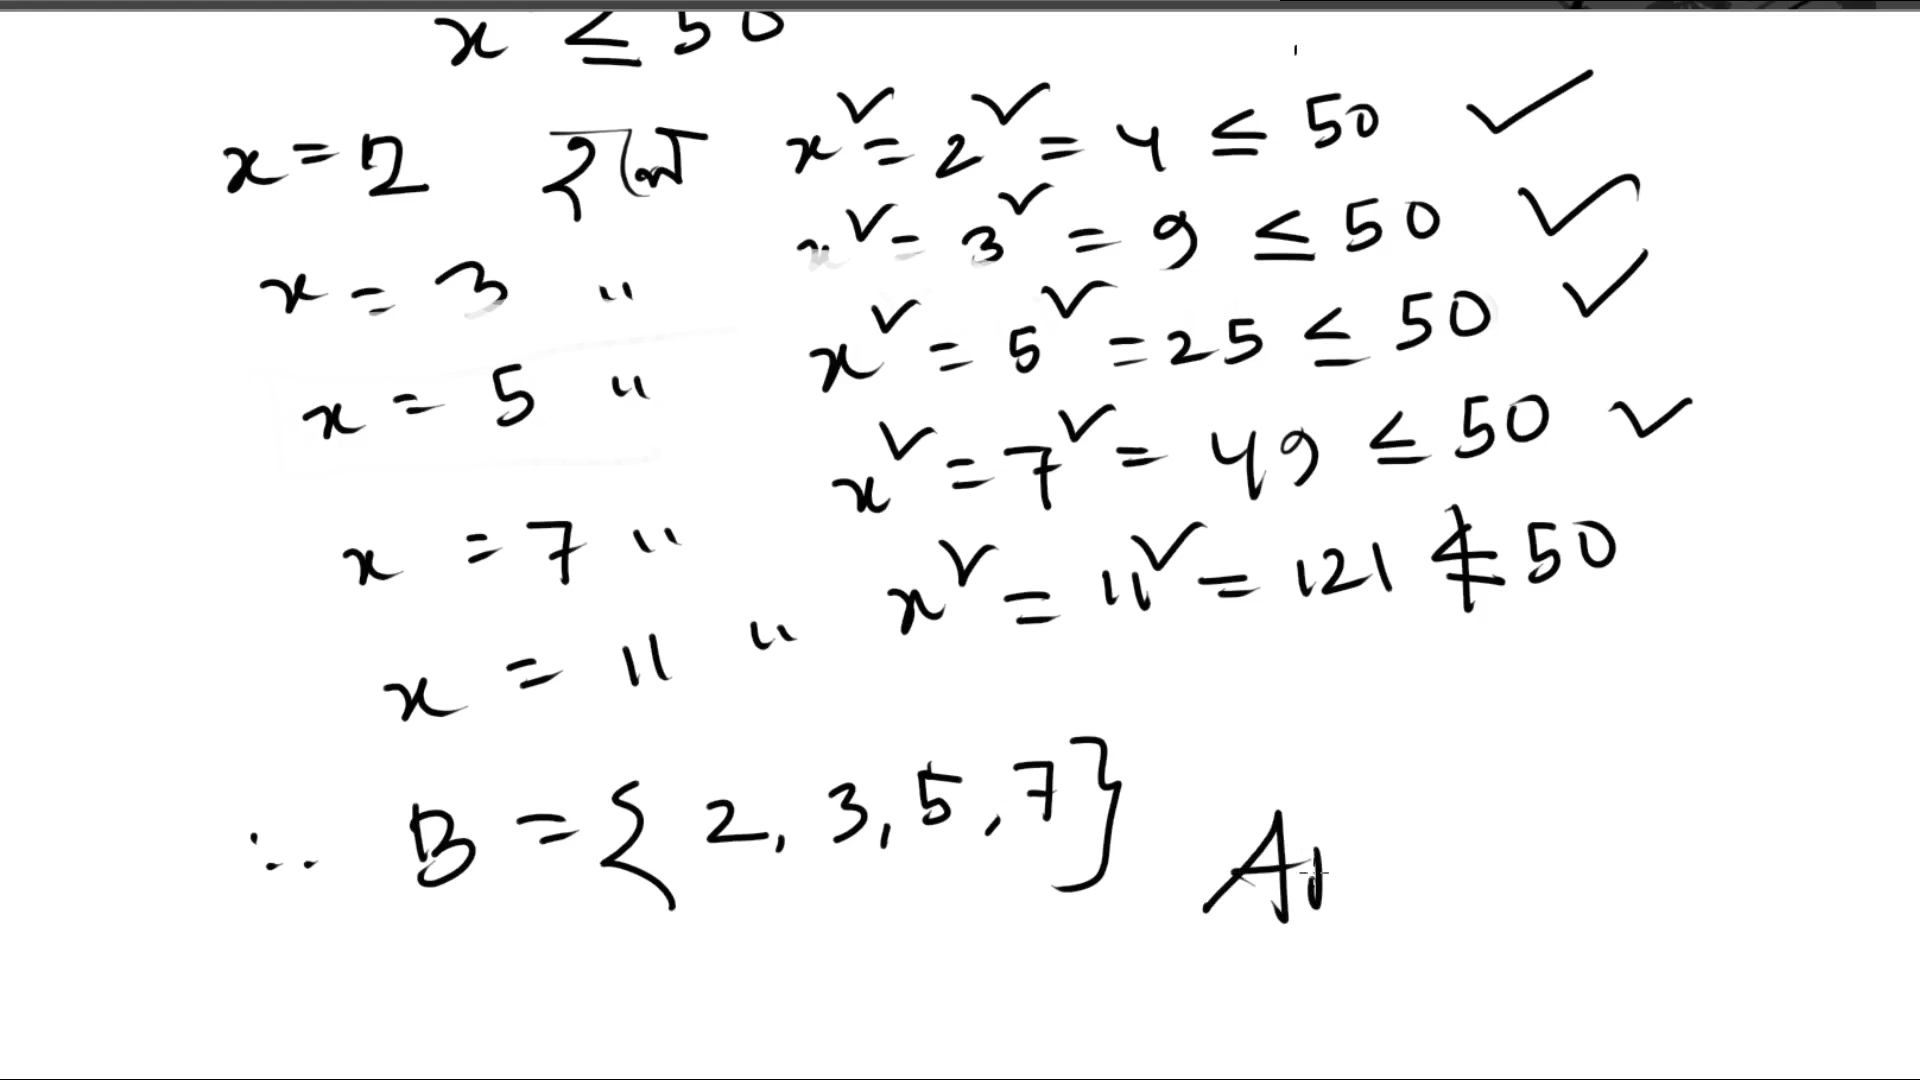 x ≤ 50
x = 2 হলে x² = 2² = 4 ≤ 50 ✓
x = 3 " x² = 3² = 9 ≤ 50 ✓
x = 5 " x² = 5² = 25 ≤ 50 ✓
x = 7 " x² = 7² = 49 ≤ 50 ✓
x = 11 " x² = 11² = 121 ≰ 50
∴ B = {2, 3, 5, 7}